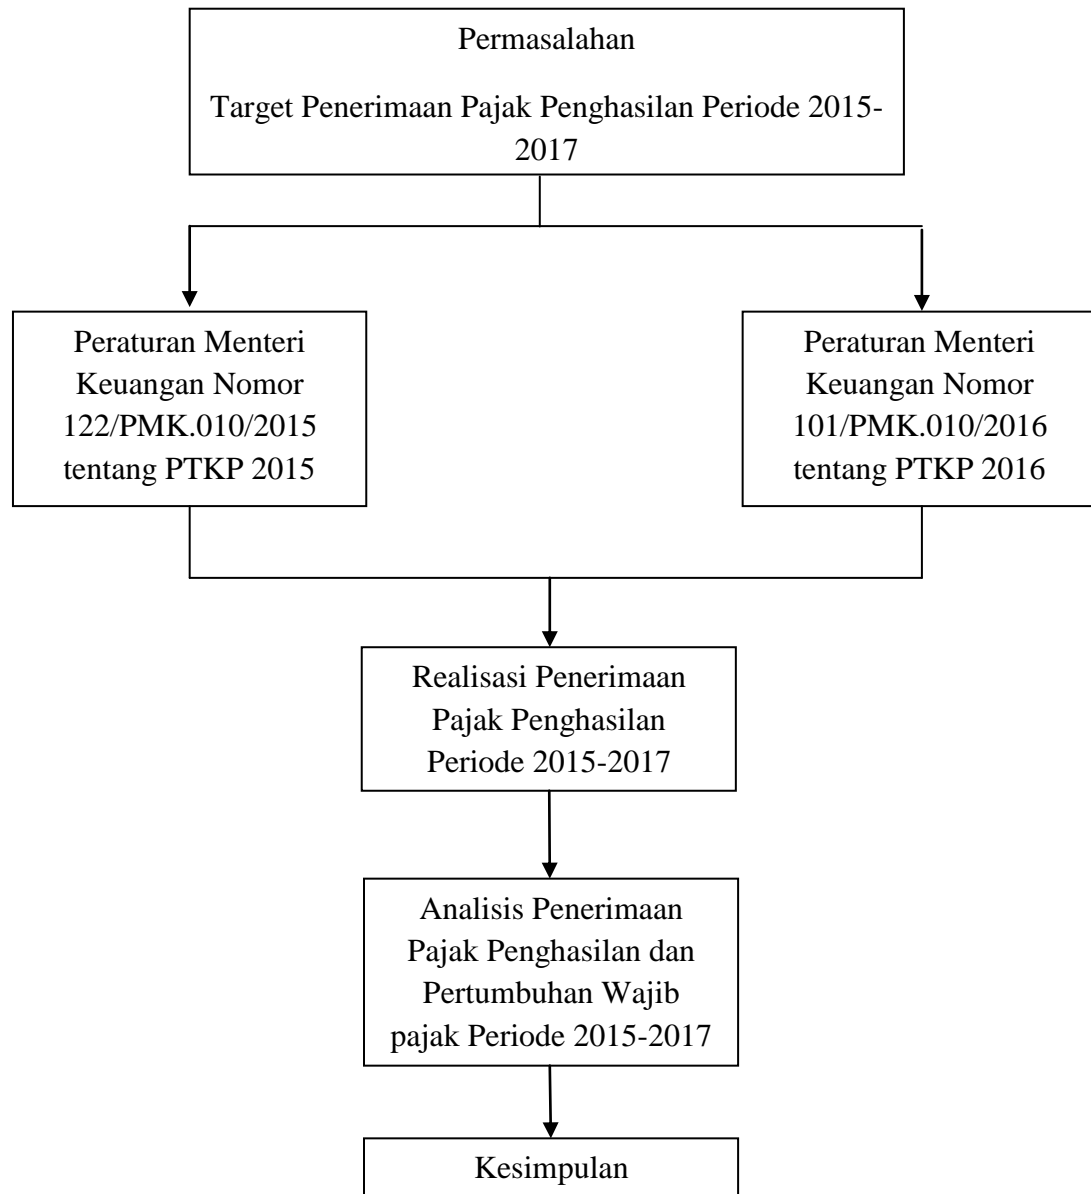 Permasalahan
Target Penerimaan Pajak Penghasilan Periode 2015-
2017
Peraturan Menteri
Keuangan Nomor
122/PMK.010/2015
tentang PTKP 2015
Peraturan Menteri
Keuangan Nomor
101/PMK.010/2016
tentang PTKP 2016
Realisasi Penerimaan
Pajak Penghasilan
Periode 2015-2017
Analisis Penerimaan
Pajak Penghasilan dan
Pertumbuhan Wajib
pajak Periode 2015-2017
Kesimpulan